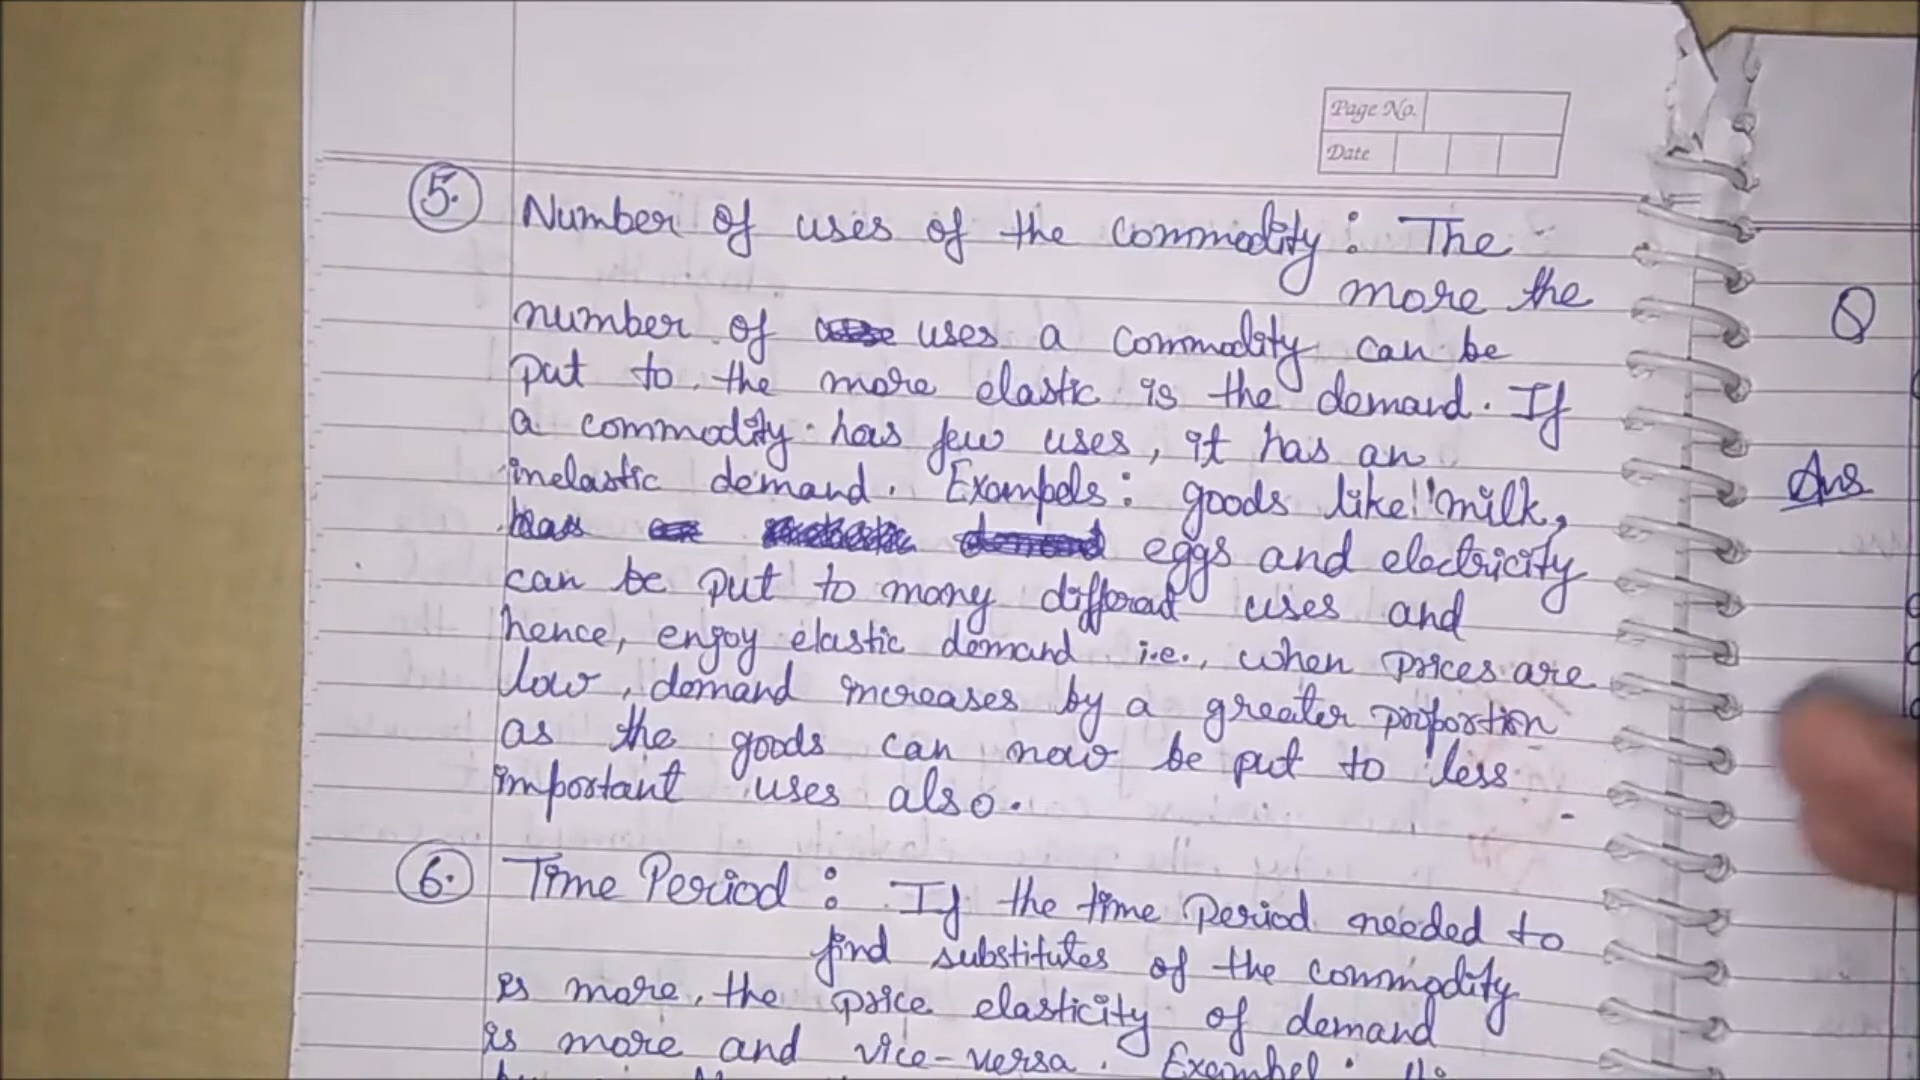 Page No.
Date
5. Number of uses of the commodity : The
more the
number of uses a commodity can be
put to, the more elastic is the demand. If
a commodity has few uses, it has an
inelastic demand. Exampels : goods like milk,
has demand eggs and electricity
can be put to many different uses and
hence, enjoy elastic demand i.e., when prices are
low, demand increases by a greater proportion
as the goods can now be put to less
important uses also.
6. Time Period : If the time Period needed to
find substitutes of the commodity
is more, the price elasticity of demand
is more and vice-versa. Exampel :
Q
Ans